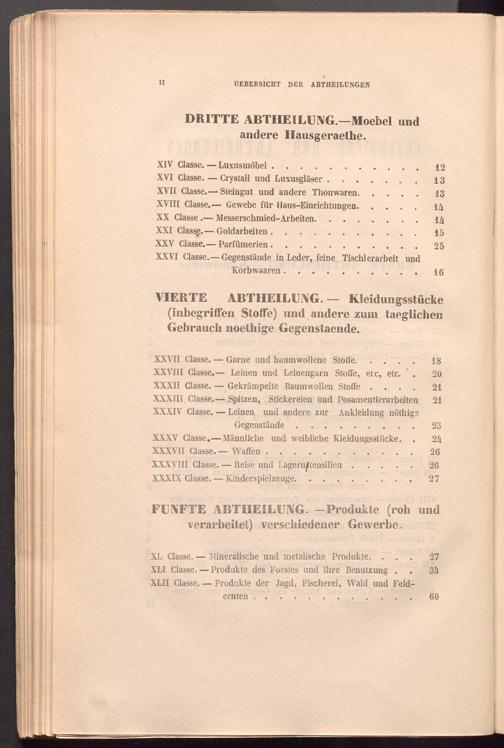 II UEBERSICHT DER ABTHEILUNGEN
DRITTE ABTHEILUNG.—Moebel und
andere Hausgeraethe.
XIV Classe.—Luxusmöbel . . . . . . . . . . . 12
XVI Classe.—Crystall und Luxusgläser . . . . . . . 13
XVII Classe.—Steingut und andere Thonwaren. . . . . 13
XVIII Classe.—Gewebe für Haus-Einrichtungen. . . . . 14
XX Classe.—Messerschmied-Arbeiten. . . . . . . . 14
XXI Classe.—Goldarbeiten . . . . . . . . . . . 15
XXV Classe.—Parfümerien . . . . . . . . . . . 25
XXVI Classe.—Gegenstände in Leder, feine Tischlerarbeit und
Korbwaaren . . . . . . . . . . 16
VIERTE ABTHEILUNG.— Kleidungsstücke
(inbegriffen Stoffe) und andere zum taeglichen
Gebrauch noethige Gegenstaende.
XXVII Classe.— Garne und baumwollene Stoffe. . . . . 18
XXVIII Classe.— Leinen und Leinengarn Stoffe, etc, etc. . 20
XXXII Classe.— Gekrämpelte Baumwollen Stoffe . . . . 21
XXXIII Classe.—Spitzen, Stickereien und Posamentierarbeiten 21
XXXIV Classe.—Leinen und andere zur Ankleidung nöthige
Gegenstände . . . . . . . . . 23
XXXV Classe.—Männliche und weibliche Kleidungsstücke. . 24
XXXVII Classe.— Waffen . . . . . . . . . . . 26
XXXVIII Classe.— Reise und Lagerutensilien . . . . . 26
XXXIX Classe.— Kinderspielzeuge. . . . . . . . . 27
FUNFTE ABTHEILUNG. —Produkte (roh und
verarbeitet) verschiedener Gewerbe.
XL Classe.— Mineralische und metalische Produkte. . . . 27
XLI Classe.—Produkte des Forstes und ihre Benutzung . . 34
XLII Classe.—Produkte der Jagd, Fischerei, Wald und Feld-
ernten . . . . . . . . . . . . 60